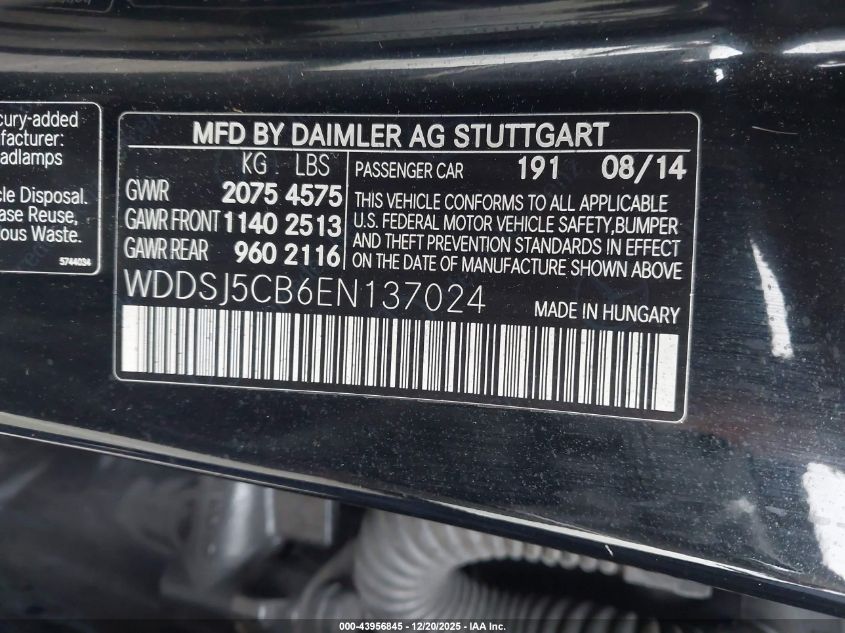 cury-added
facturer:
eadlamps
cle Disposal.
ease Reuse,
ous Waste.
5744034
MFD BY DAIMLER AG STUTTGART
KG LBS
GVWR 2075 4575
GAWR FRONT 1140 2513
GAWR REAR 960 2116
PASSENGER CAR 191 08/14
THIS VEHICLE CONFORMS TO ALL APPLICABLE
U.S. FEDERAL MOTOR VEHICLE SAFETY,BUMPER
AND THEFT PREVENTION STANDARDS IN EFFECT
ON THE DATE OF MANUFACTURE SHOWN ABOVE.
WDDSJ5CB6EN137024
MADE IN HUNGARY
000-43956845 - 12/20/2025 - IAA Inc.